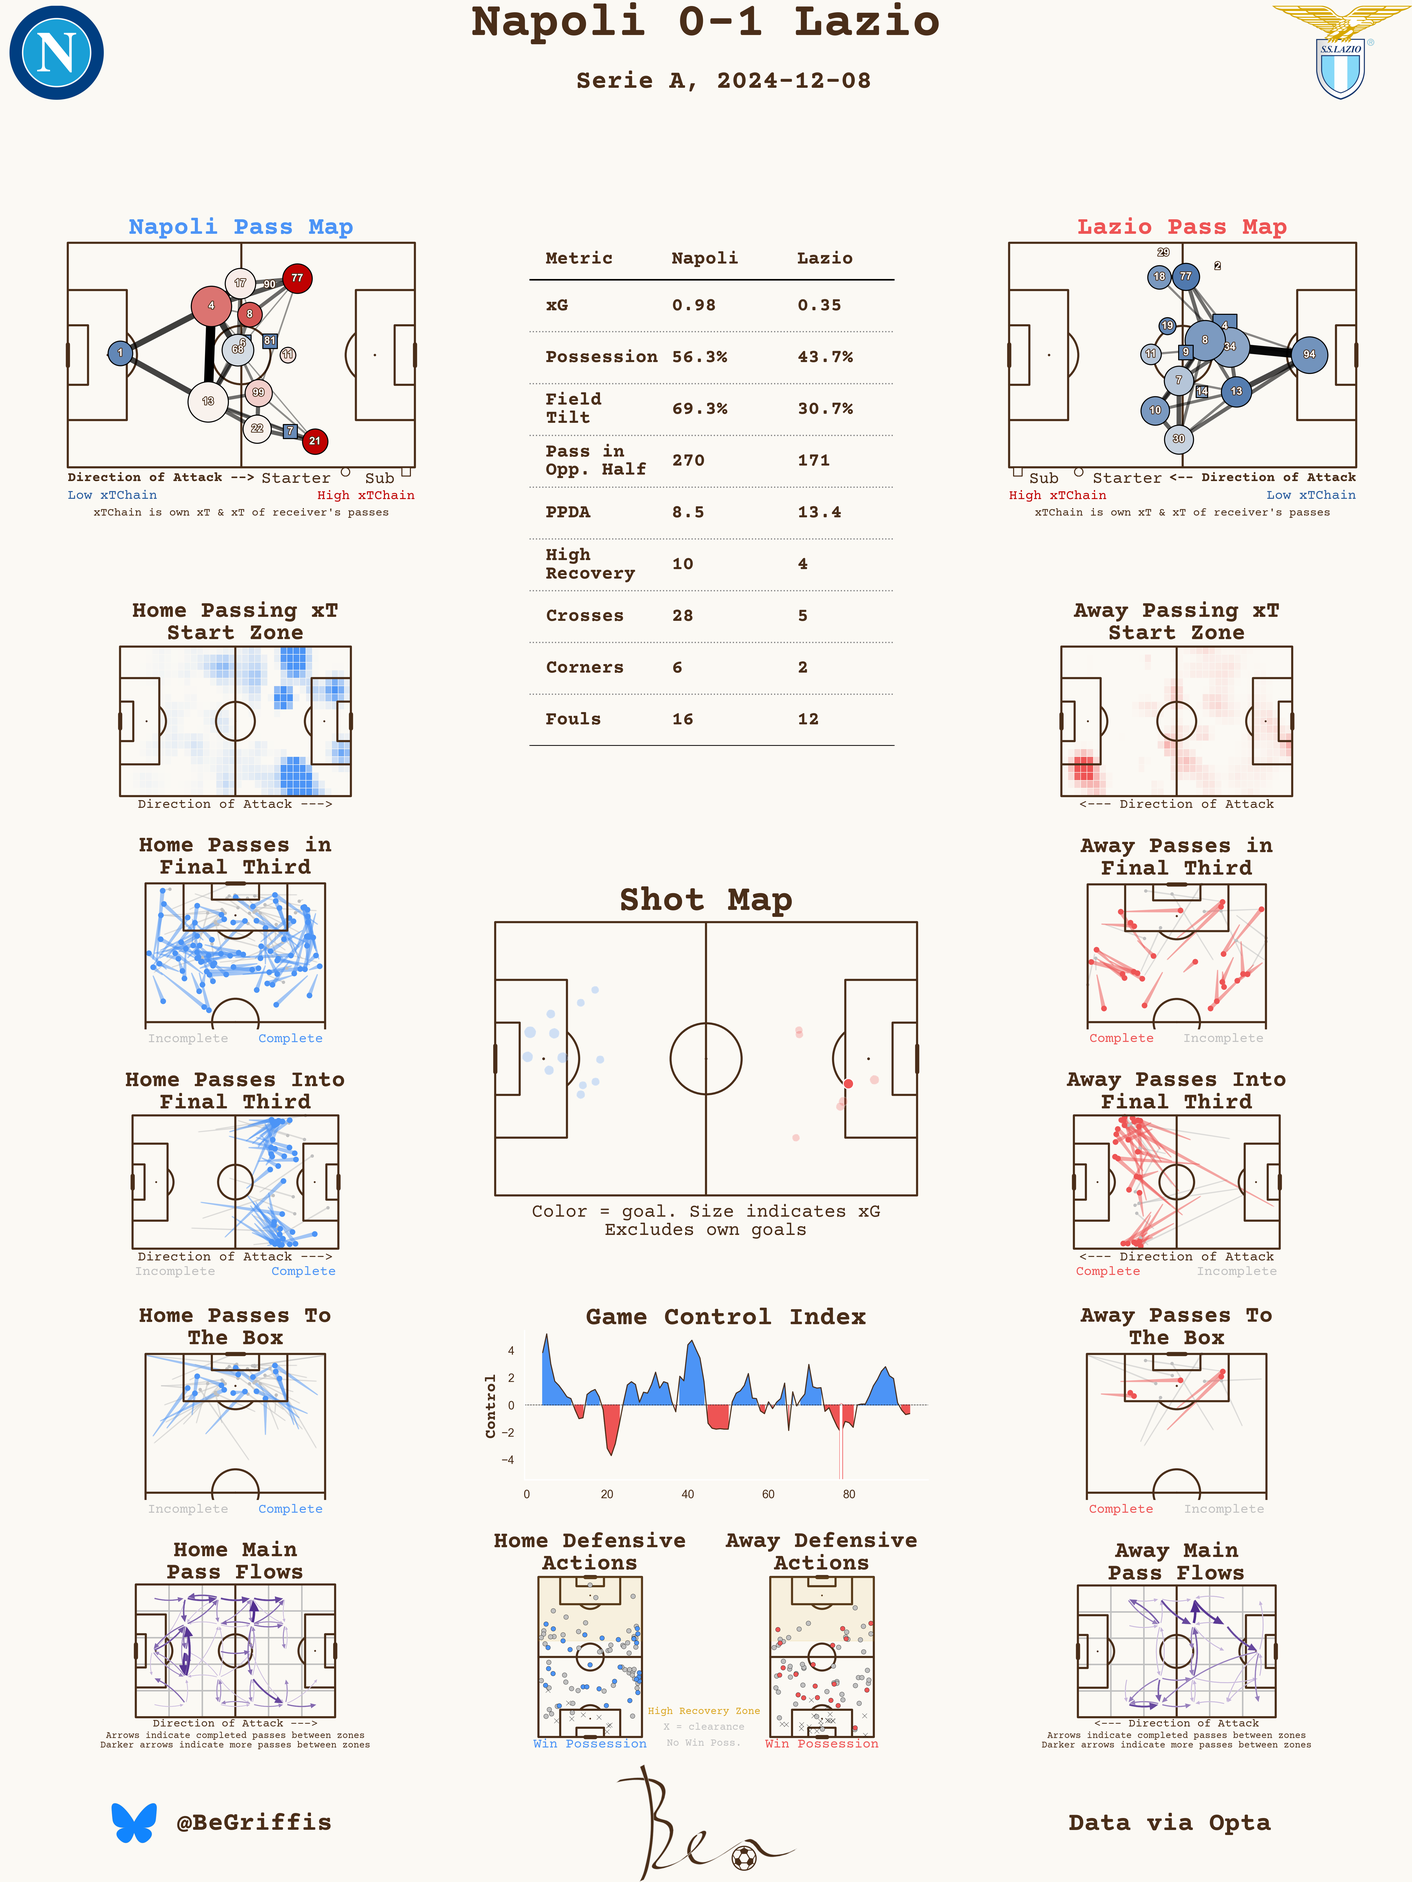 Napoli 0-1 Lazio
Serie A, 2024-12-08
N
S.S.LAZIO
®
Napoli Pass Map
17
90
77
4
8
6
81
68
11
1
99
13
22
7
21
Direction of Attack --> Starter Sub
Low xTChain High xTChain
xTChain is own xT & xT of receiver's passes
Metric Napoli Lazio
xG 0.98 0.35
Possession 56.3% 43.7%
Field
Tilt 69.3% 30.7%
Pass in
Opp. Half 270 171
PPDA 8.5 13.4
High
Recovery 10 4
Crosses 28 5
Corners 6 2
Fouls 16 12
Lazio Pass Map
29
2
18
77
19
4
8
34
11
9
94
7
14
13
10
30
Sub Starter <-- Direction of Attack
High xTChain Low xTChain
xTChain is own xT & xT of receiver's passes
Home Passing xT
Start Zone
Direction of Attack --->
Away Passing xT
Start Zone
<--- Direction of Attack
Home Passes in
Final Third
Incomplete Complete
Away Passes in
Final Third
Complete Incomplete
Shot Map
Color = goal. Size indicates xG
Excludes own goals
Home Passes Into
Final Third
Direction of Attack --->
Incomplete Complete
Away Passes Into
Final Third
<--- Direction of Attack
Complete Incomplete
Home Passes To
The Box
Incomplete Complete
Game Control Index
Control
4
2
0
−2
−4
0 20 40 60 80
Away Passes To
The Box
Complete Incomplete
Home Main
Pass Flows
Direction of Attack --->
Arrows indicate completed passes between zones
Darker arrows indicate more passes between zones
Home Defensive
Actions
Win Possession
Away Defensive
Actions
Win Possession
High Recovery Zone
X = clearance
No Win Poss.
Away Main
Pass Flows
<--- Direction of Attack
Arrows indicate completed passes between zones
Darker arrows indicate more passes between zones
@BeGriffis
Ben
Data via Opta